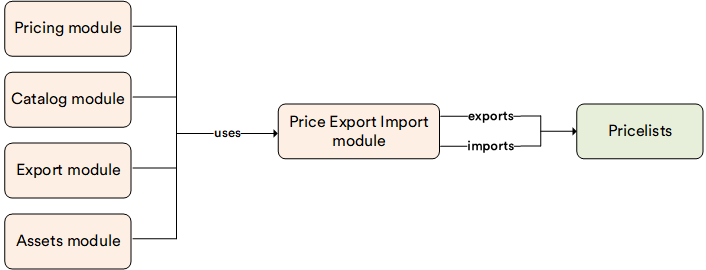 Pricing module
Catalog module
Export module
Assets module
uses
Price Export Import
module
exports
imports
Pricelists